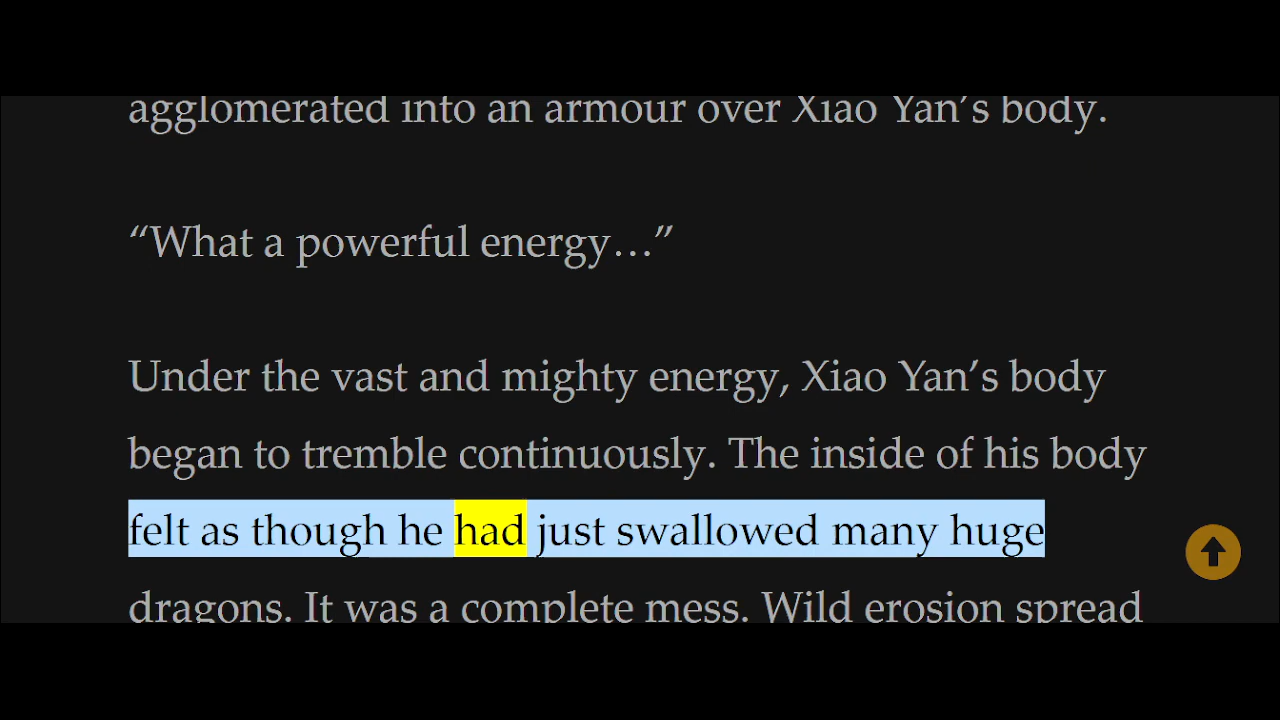 agglomerated into an armour over Xiao Yan’s body.
“What a powerful energy…”
Under the vast and mighty energy, Xiao Yan’s body
began to tremble continuously. The inside of his body
felt as though he had just swallowed many huge
dragons. It was a complete mess. Wild erosion spread